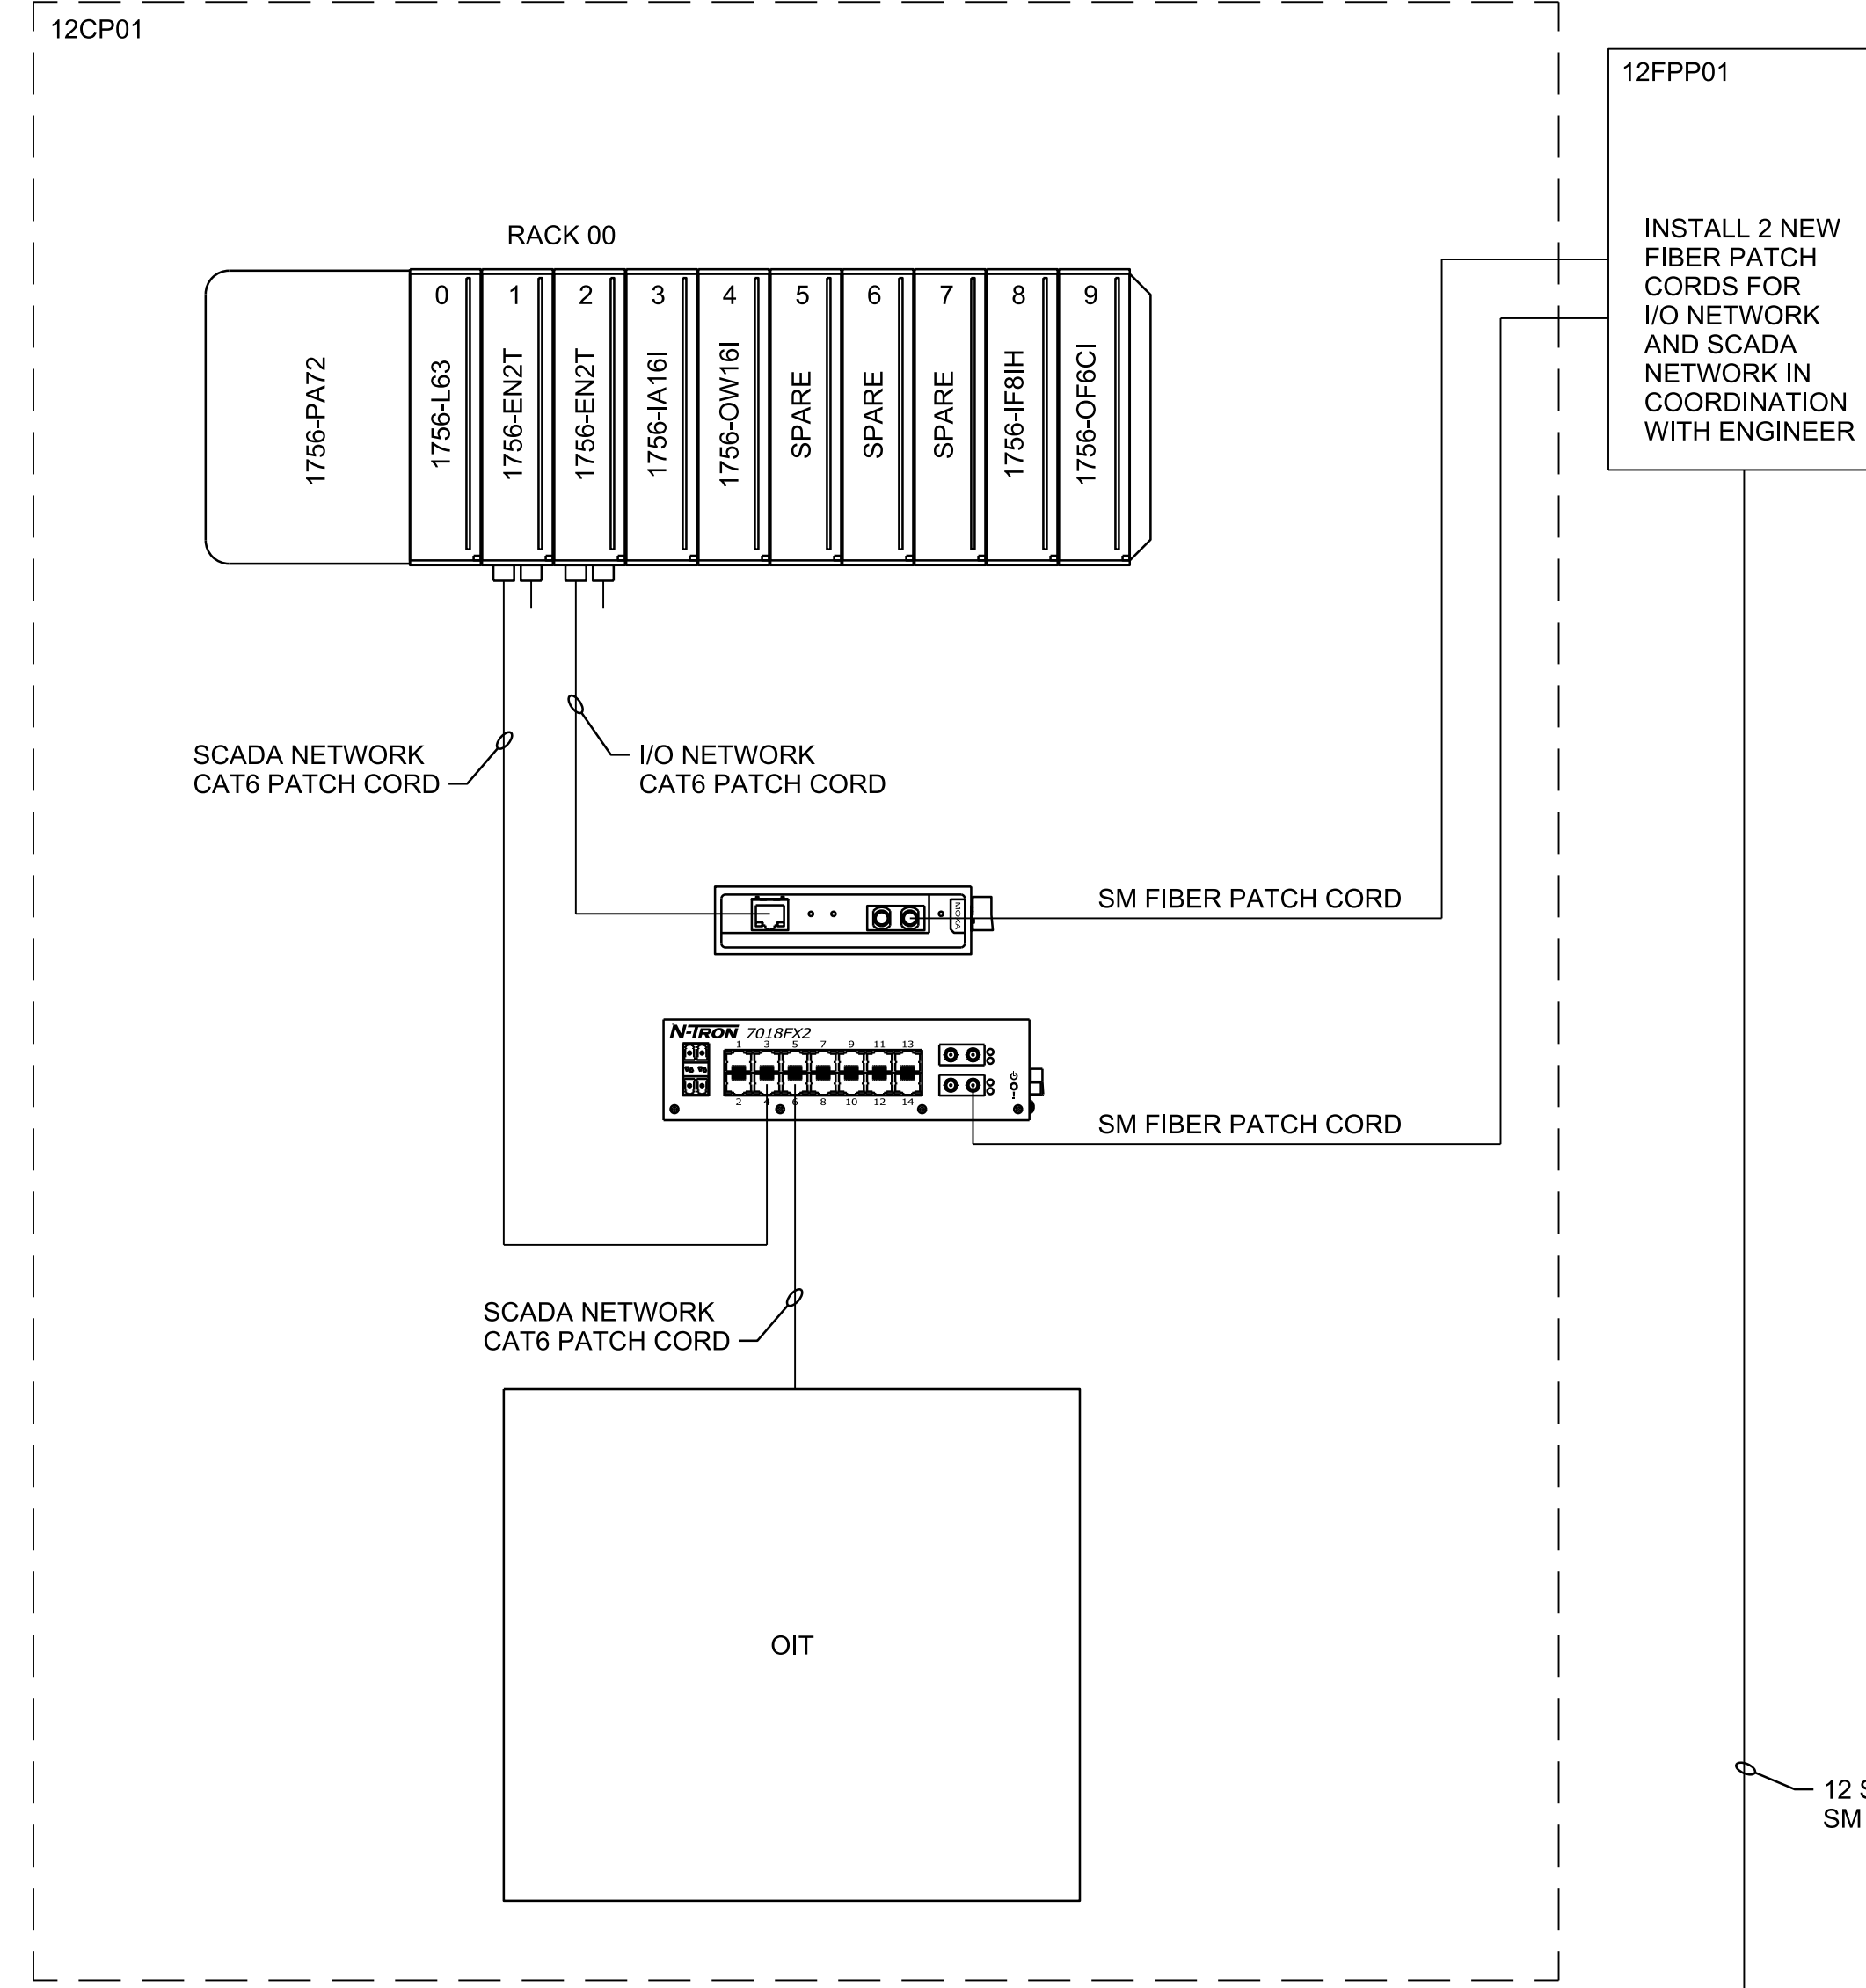 12CP01
12FPP01
INSTALL 2 NEW
FIBER PATCH
CORDS FOR
I/O NETWORK
AND SCADA
NETWORK IN
COORDINATION
WITH ENGINEER
RACK 00
0 1 2 3 4 5 6 7 8 9
1756-PA72
1756-L63
1756-EN2T
1756-EN2T
1756-IA16I
1756-OW16I
SPARE
SPARE
SPARE
1756-IF8IH
1756-OF6CI
SCADA NETWORK
CAT6 PATCH CORD
I/O NETWORK
CAT6 PATCH CORD
SM FIBER PATCH CORD
MOXA
N-TRON 7018FX2
1 3 5 7 9 11 13
2 4 6 8 10 12 14
SM FIBER PATCH CORD
SCADA NETWORK
CAT6 PATCH CORD
OIT
12 S
SM